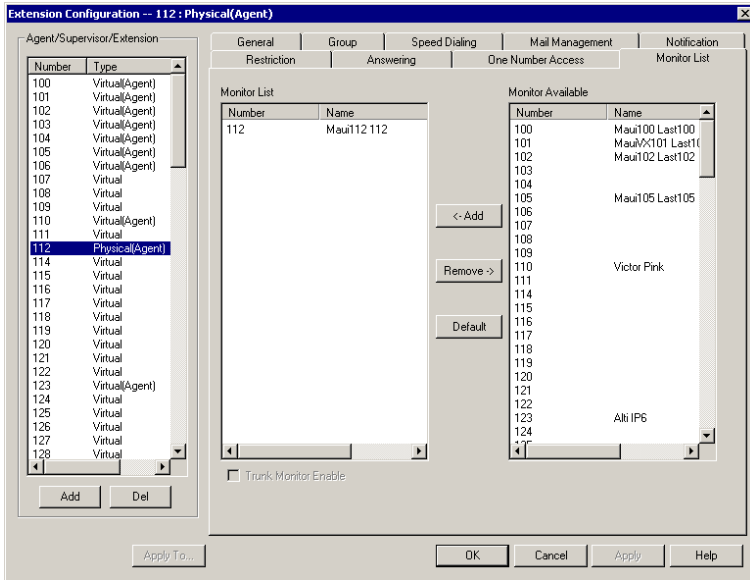 Extension Configuration -- 112 : Physical(Agent)
Agent/Supervisor/Extension
Number Type
100 Virtual(Agent)
101 Virtual(Agent)
102 Virtual(Agent)
103 Virtual(Agent)
104 Virtual(Agent)
105 Virtual(Agent)
106 Virtual(Agent)
107 Virtual
108 Virtual
109 Virtual
110 Virtual(Agent)
111 Virtual
112 Physical(Agent)
114 Virtual
115 Virtual
116 Virtual
117 Virtual
118 Virtual
119 Virtual
120 Virtual
121 Virtual
122 Virtual
123 Virtual(Agent)
124 Virtual
125 Virtual
126 Virtual
127 Virtual
128 Virtual
Add Del
General Group Speed Dialing Mail Management Notification
Restriction Answering One Number Access Monitor List
Monitor List
Number Name
112 Maui112 112
<- Add
Remove ->
Default
Monitor Available
Number Name
100 Maui100 Last100
101 MauiVX101 Last10
102 Maui102 Last102
103
104
105 Maui105 Last105
106
107
108
109
110 Victor Pink
111
114
115
116
117
118
119
120
121
122
123 Alti IP6
124
Trunk Monitor Enable
Apply To... OK Cancel Apply Help